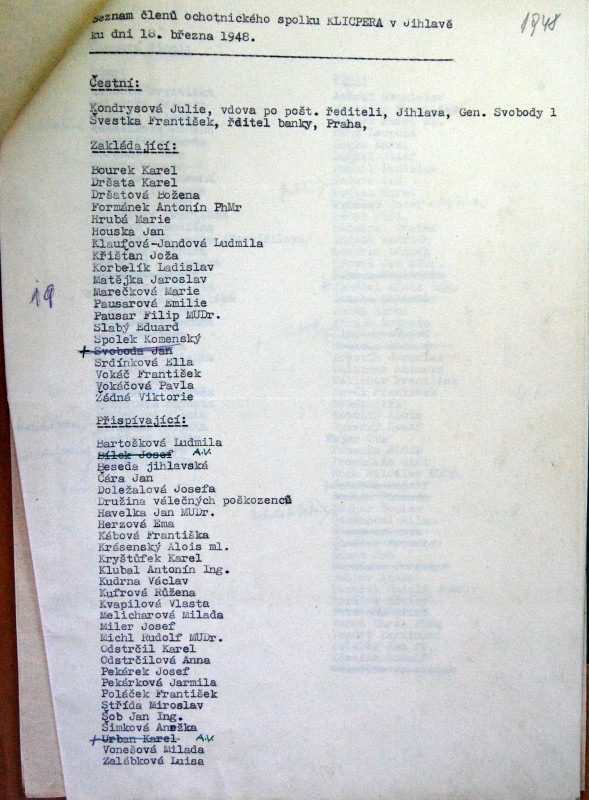 Seznam členů ochotnického spolku KLICPERA v Jihlavě
ku dni 18. března 1948.
1948
Čestní:
Kondrysová Julie, vdova po pošt. řediteli, Jihlava, Gen. Svobody 1
Švestka František, řditel banky, Praha,
Zakládající:
Bourek Karel
Dršata Karel
Dršatová Božena
Formánek Antonín PhMr
Hrubá Marie
Houska Jan
Klaufová-Jandová Ludmila
Křištan Joža
Korbelík Ladislav
Matějka Jaroslav
Marečková Marie
19
Pausarová Emilie
Pausar Filip MUDr.
Slabý Eduard
Spolek Komenský
+ Svoboda Jan
Srdínková Ella
Vokáč František
Vokáčová Pavla
Žádná Viktorie
Přispívající:
Bartošková Ludmila
Bílek Josef A.V.
Beseda jihlavská
Čára Jan
Doležalová Josefa
Družina válečných poškozenců
Havelka Jan MUDr.
Herzová Ema
Kábová Františka
Krásenský Alois ml.
Kryštůfek Karel
Klubal Antonín Ing.
Kudrna Václav
Kufrová Růžena
Kvapilová Vlasta
Melicharová Milada
Miler Josef
Michl Rudolf MUDr.
Odstrčil Karel
Odstrčilová Anna
Pekárek Josef
Pekárková Jarmila
Poláček František
Střída Miroslav
Šob Jan Ing.
Šimková Anežka
+ Urban Karel A.V.
Vonešová Milada
Zalábková Luisa